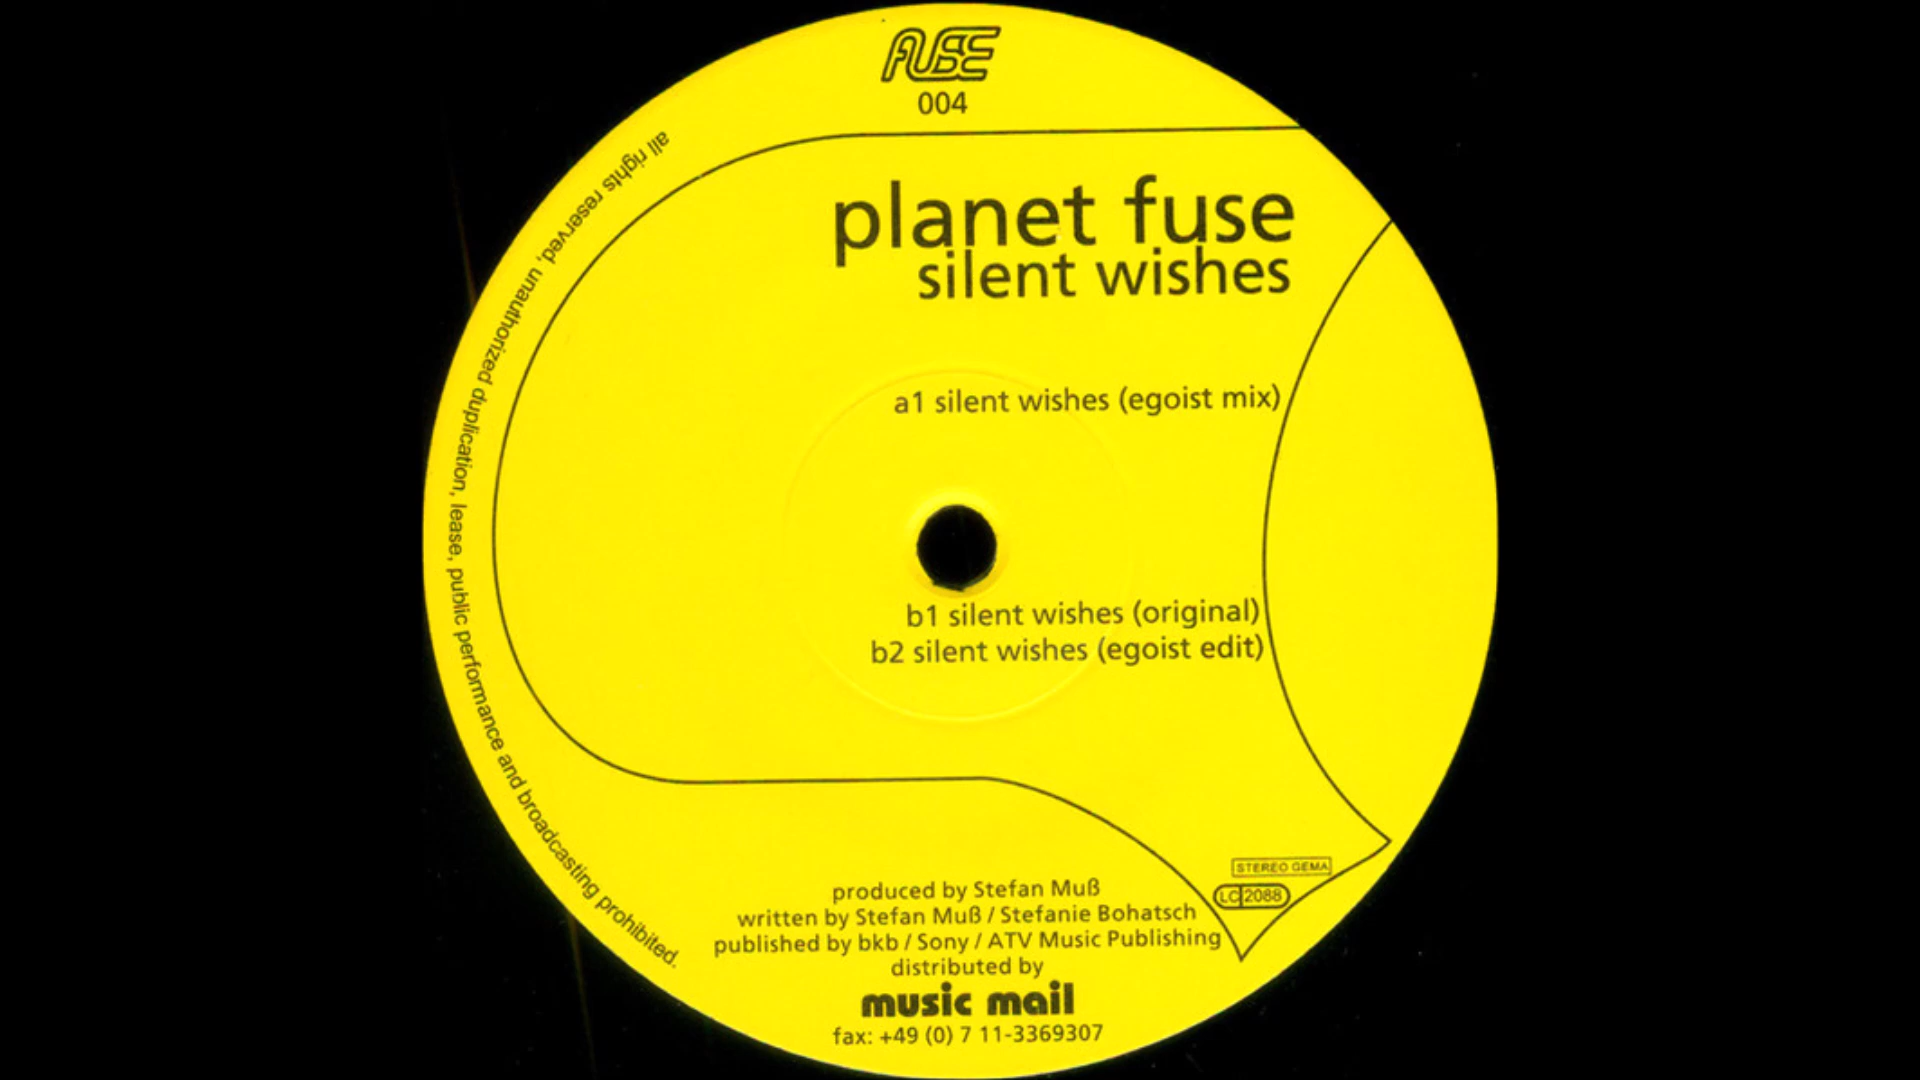 FUSE
004
planet fuse
silent wishes
a1 silent wishes (egoist mix)
b1 silent wishes (original)
b2 silent wishes (egoist edit)
STEREO GEMA
LC 2088
produced by Stefan Muß
written by Stefan Muß / Stefanie Bohatsch
published by bkb / Sony / ATV Music Publishing
distributed by
music mail
fax: +49 (0) 7 11-3369307
all rights reserved, unauthorized duplication, lease, public performance and broadcasting prohibited.